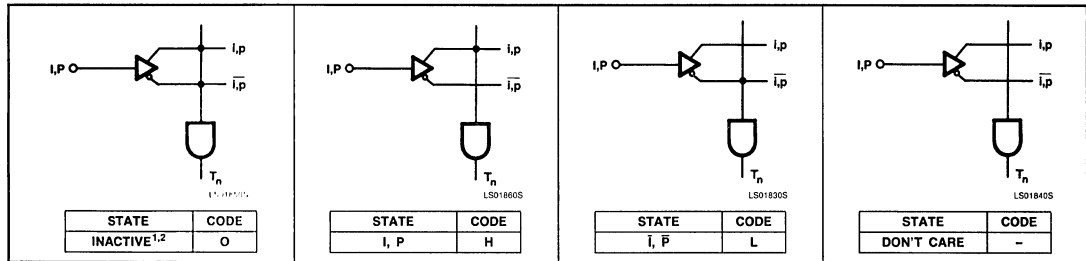 I,P
i,p
i,p
Tn
STATE CODE
INACTIVE1,2 O
I,P
i,p
i,p
Tn
LS01860S
STATE CODE
I, P H
I,P
i,p
i,p
Tn
LS01830S
STATE CODE
I, P L
I,P
i,p
i,p
Tn
LS01840S
STATE CODE
DON'T CARE –